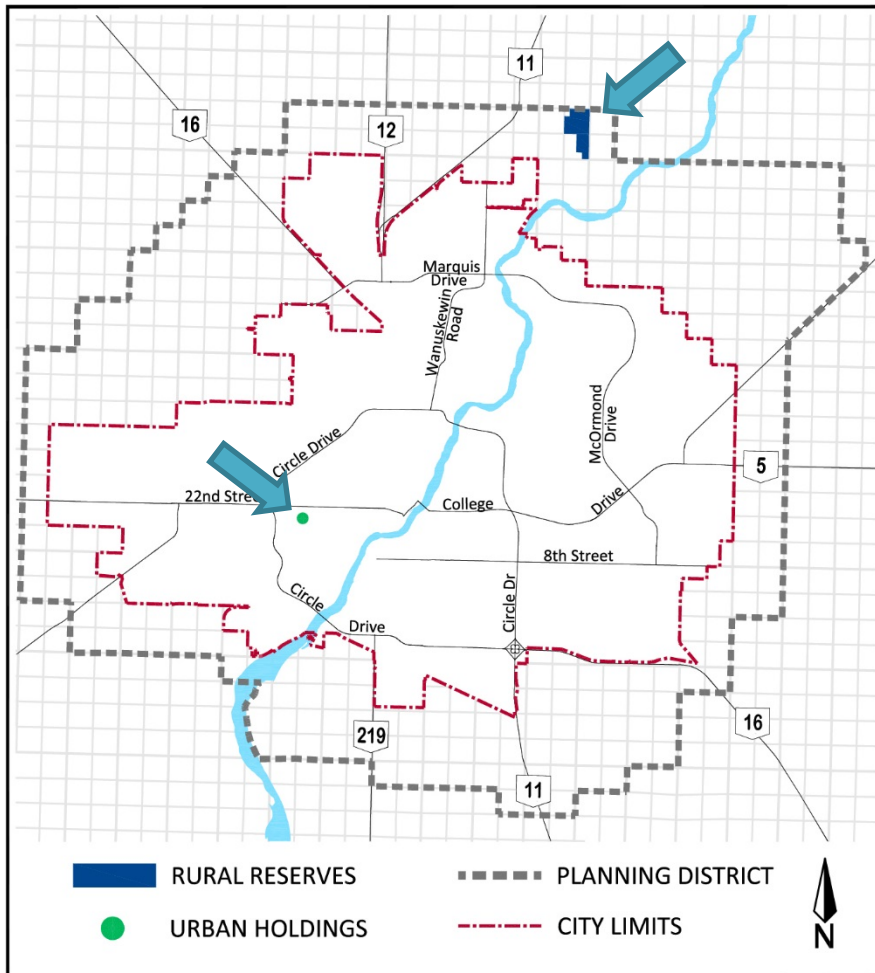 11
16
12
Marquis
Drive
Wanuskewin
Road
McOrmond
Drive
Circle Drive
5
22nd Street
College
Drive
8th Street
Circle
Drive
Circle Dr
219
16
11
RURAL RESERVES
PLANNING DISTRICT
URBAN HOLDINGS
CITY LIMITS
N